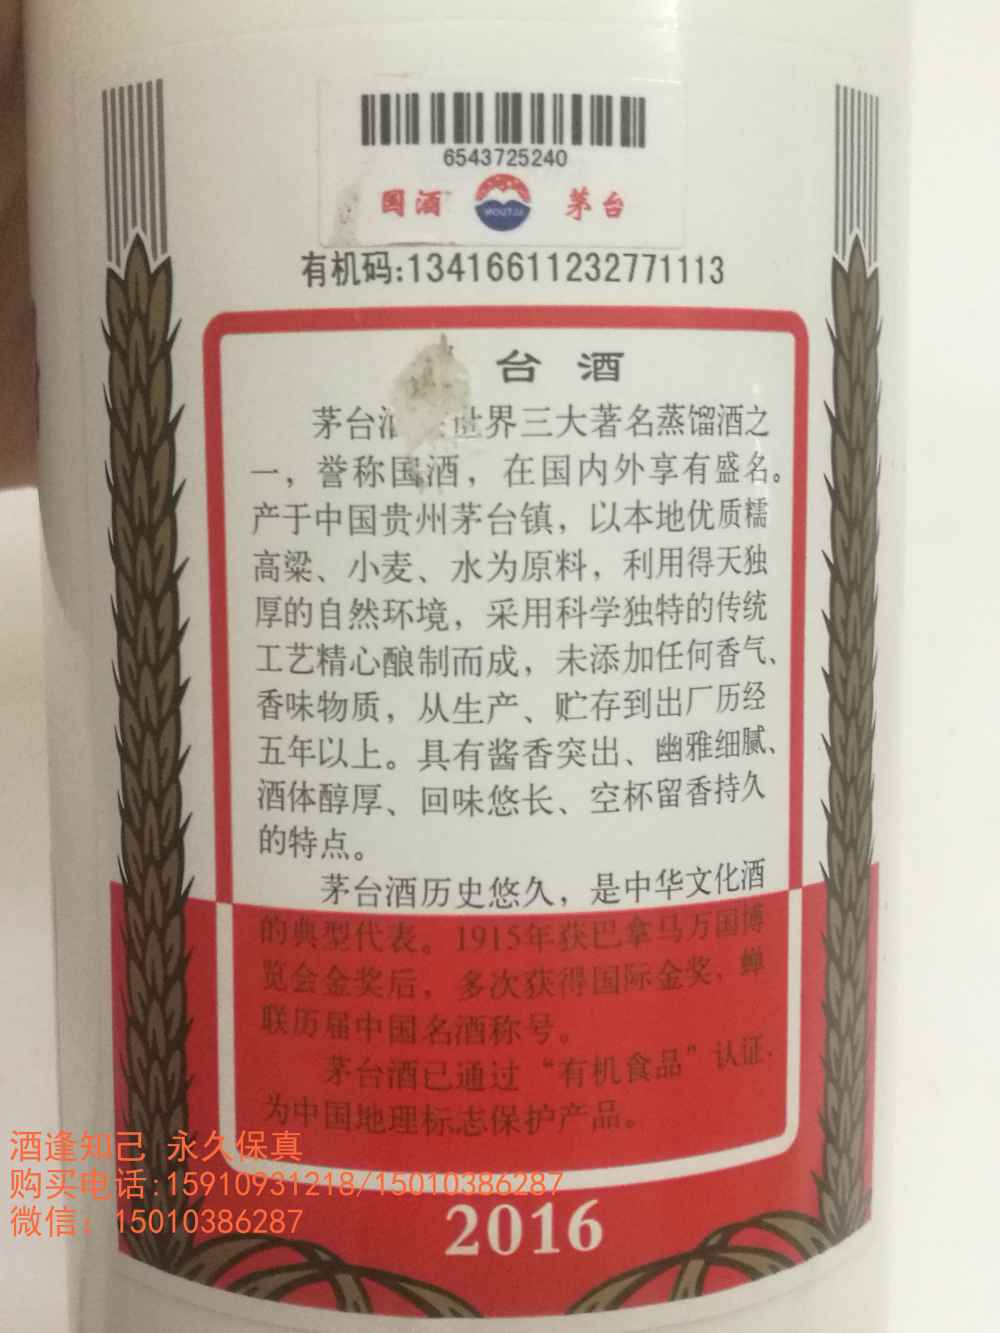 6543725240
国酒 MOUTAI 茅台
有机码:13416611232771113
台酒
茅台酒 世界三大著名蒸馏酒之
一，誉称国酒，在国内外享有盛名。
产于中国贵州茅台镇，以本地优质糯
高粱、小麦、水为原料，利用得天独
厚的自然环境，采用科学独特的传统
工艺精心酿制而成，未添加任何香气、
香味物质，从生产、贮存到出厂历经
五年以上。具有酱香突出、幽雅细腻、
酒体醇厚、回味悠长、空杯留香持久
的特点。
茅台酒历史悠久，是中华文化酒
的典型代表。1915年获巴拿马万国博
览会金奖后，多次获得国际金奖，蝉
联历届中国名酒称号。
茅台酒已通过“有机食品”认证，
为中国地理标志保护产品。
2016
酒逢知己 永久保真
购买电话:15910931218/15010386287
微信：15010386287